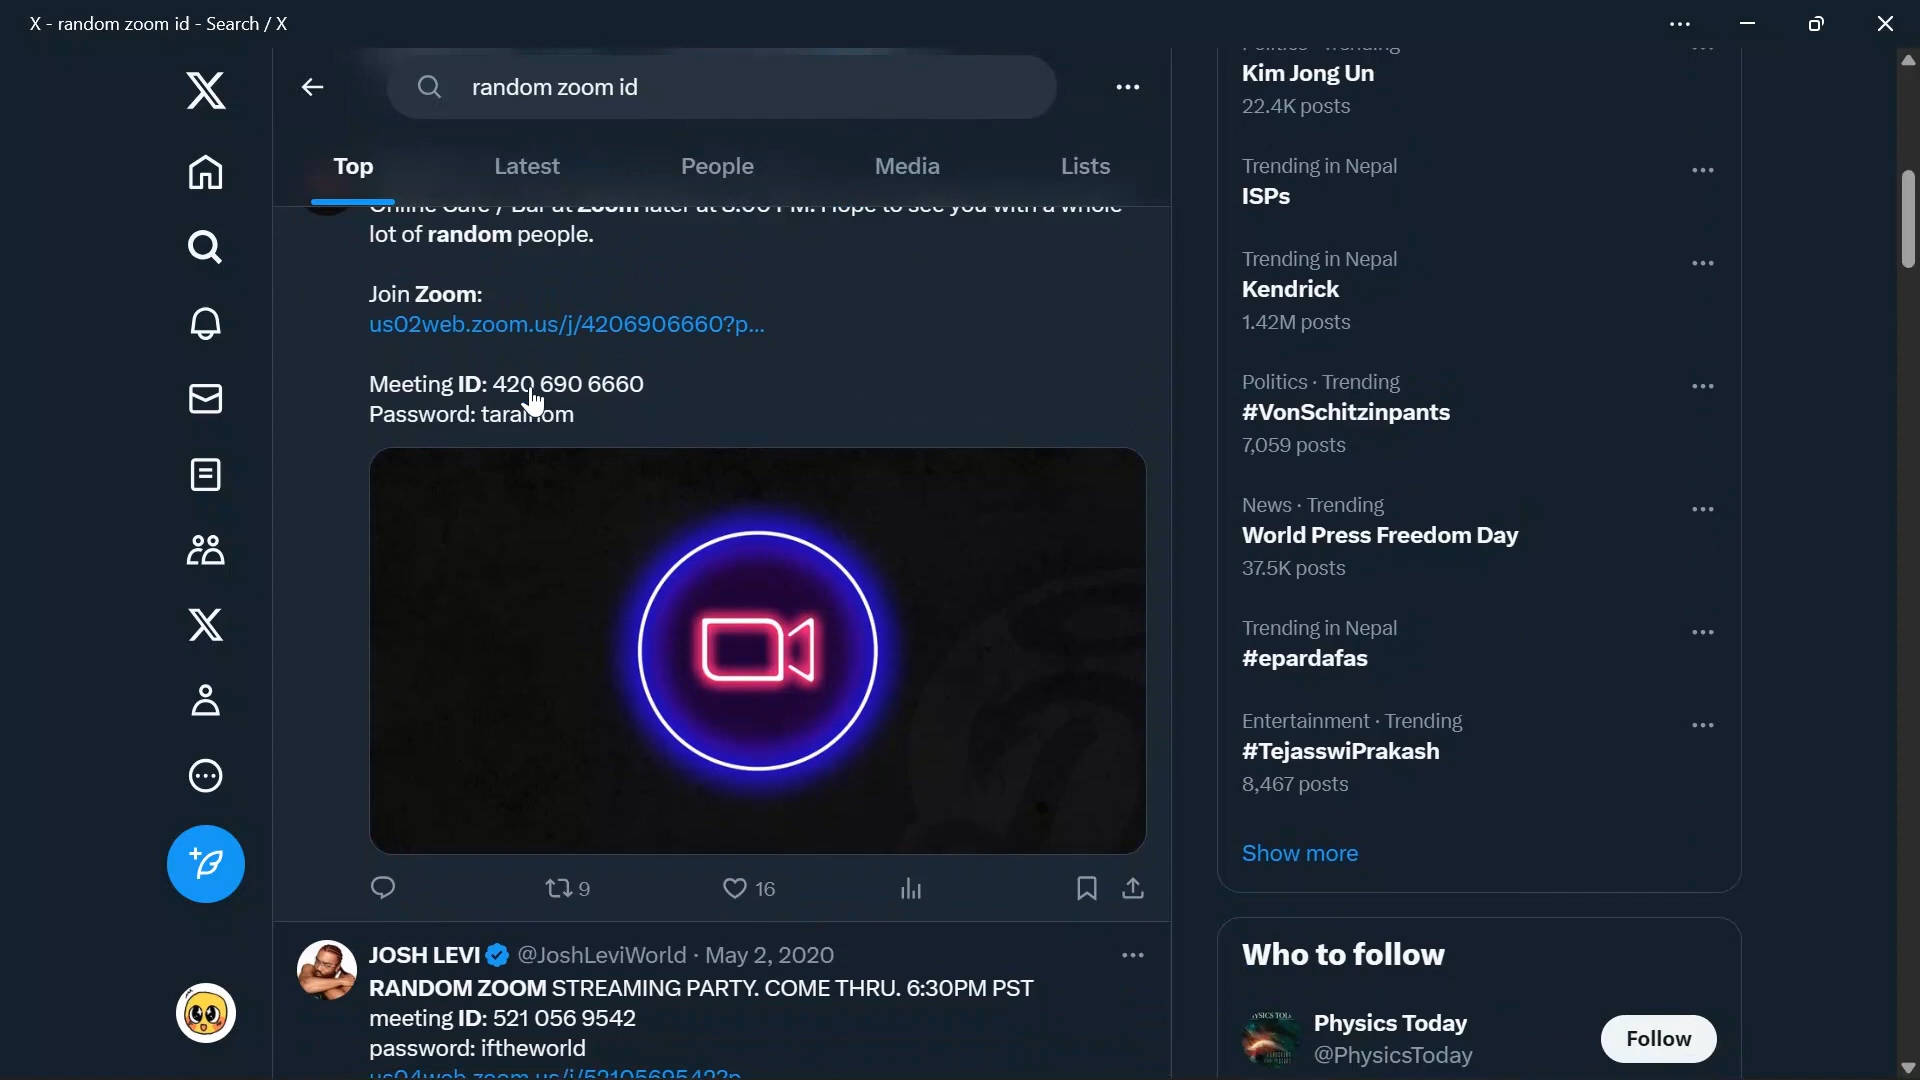 X - random zoom id - Search / X
random zoom id
Top
Latest
People
Media
Lists
lot of random people.
Join Zoom:
us02web.zoom.us/j/4206906660?p...
Meeting ID: 420 690 6660
Password:
9
16
JOSH LEVI @JoshLeviWorld · May 2, 2020
RANDOM ZOOM STREAMING PARTY. COME THRU. 6:30PM PST
meeting ID: 521 056 9542
password: iftheworld
Kim Jong Un
22.4K posts
Trending in Nepal
ISPs
Trending in Nepal
Kendrick
1.42M posts
Politics · Trending
#VonSchitzinpants
7,059 posts
News · Trending
World Press Freedom Day
37.5K posts
Trending in Nepal
#epardafas
Entertainment · Trending
#TejasswiPrakash
8,467 posts
Show more
Who to follow
Physics Today
@PhysicsToday
Follow